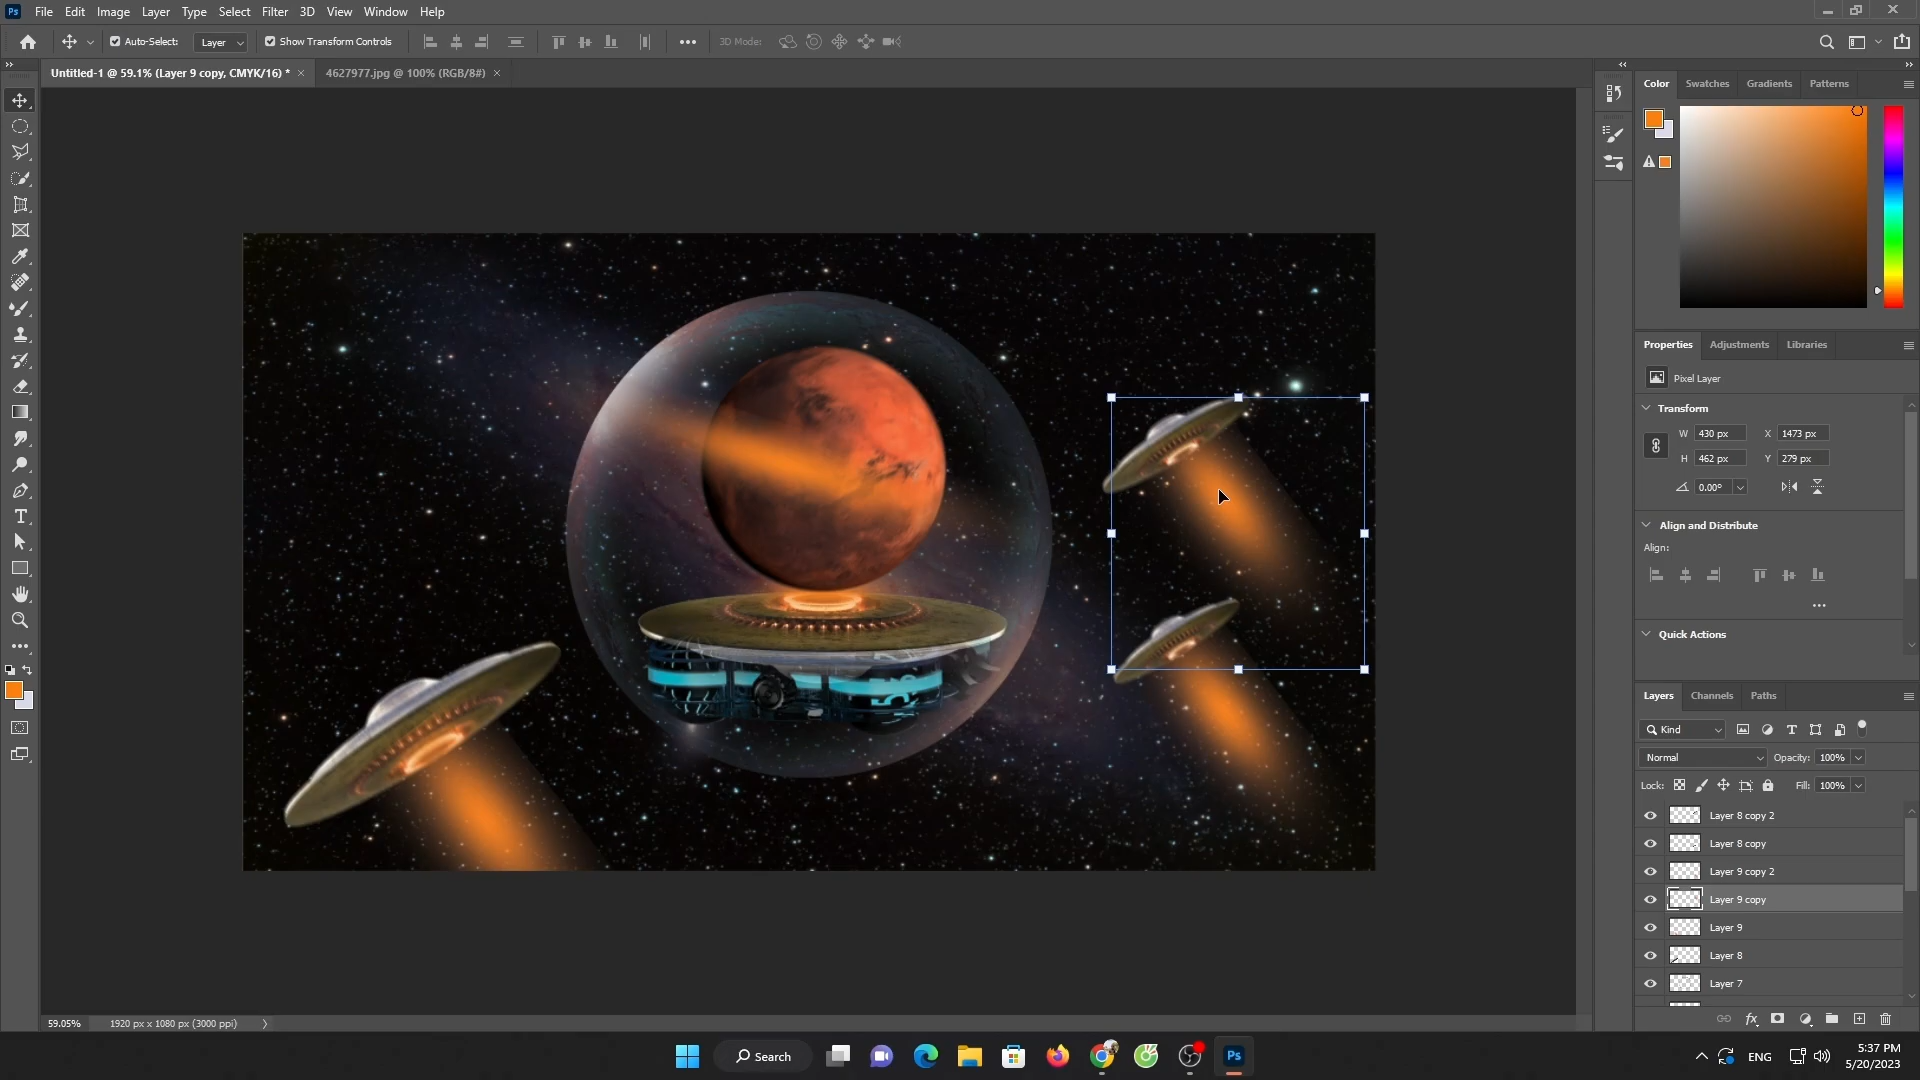 Ps File Edit Image Layer Type Select Filter 3D View Window Help
Auto-Select: Layer Show Transform Controls 3D Mode:
Untitled-1 @ 59.1% (Layer 9 copy, CMYK/16) * × 4627977.jpg @ 100% (RGB/8#) ×
Color Swatches Gradients Patterns
Properties Adjustments Libraries
Pixel Layer
Transform
W 430 px X 1473 px
H 462 px Y 279 px
0.00°
Align and Distribute
Align:
Quick Actions
Layers Channels Paths
Kind
Normal Opacity: 100%
Lock: Fill: 100%
Layer 8 copy 2
Layer 8 copy
Layer 9 copy 2
Layer 9 copy
Layer 9
Layer 8
Layer 7
59.05% 1920 px x 1080 px (3000 ppi)
Search Ps ENG 5:37 PM
5/20/2023